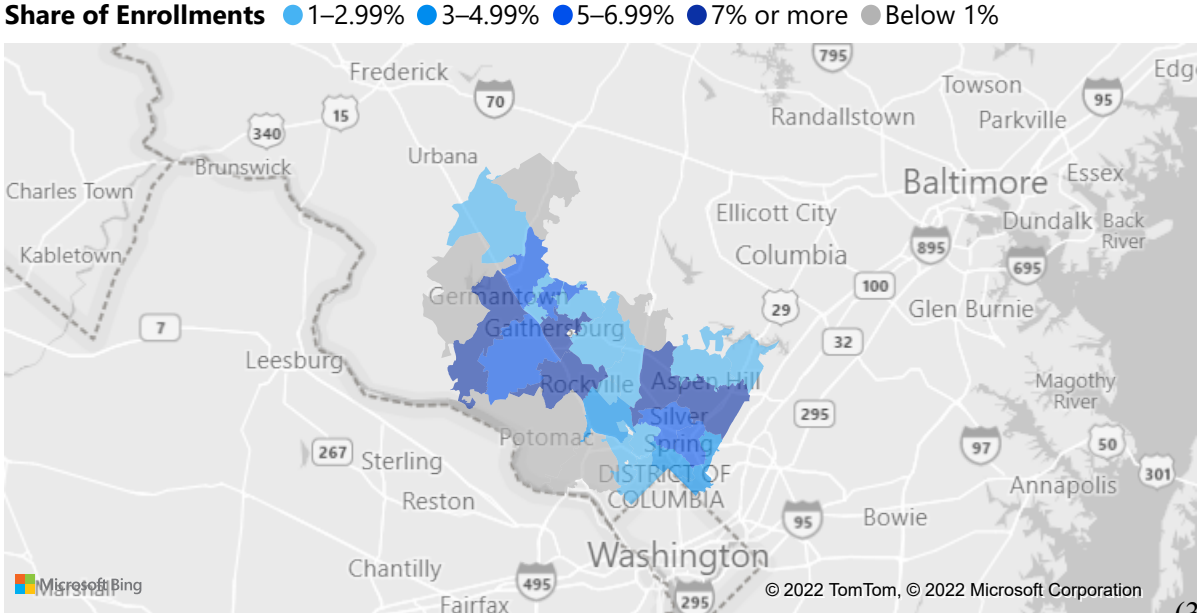 Share of Enrollments 1–2.99% 3–4.99% 5–6.99% 7% or more Below 1%
795
Frederick
Towson
70
95
15
Randallstown
Parkville
340
Urbana
Brunswick
Essex
Charles Town
Baltimore
Ellicott City
Dundalk
Back
River
Columbia
895
Kabletown
695
100
Germantown
29
Glen Burnie
7
Gaithersburg
32
Leesburg
Rockville
Aspen Hill
Magothy
River
Silver
Spring
295
Potomac
97
50
267
Sterling
DISTRICT OF
COLUMBIA
301
Reston
Annapolis
95
Bowie
Washington
Chantilly
495
Microsoft Bing
Marshall
© 2022 TomTom, © 2022 Microsoft Corporation
295
Fairfax